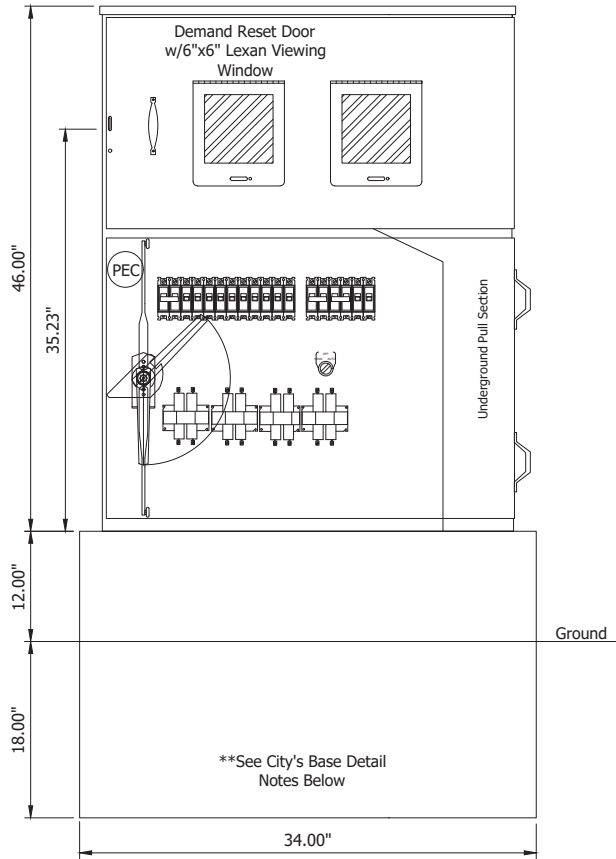 Demand Reset Door
w/6"x6" Lexan Viewing
Window
46.00"
35.23"
PEC
Underground Pull Section
12.00"
Ground
18.00"
**See City's Base Detail
Notes Below
34.00"